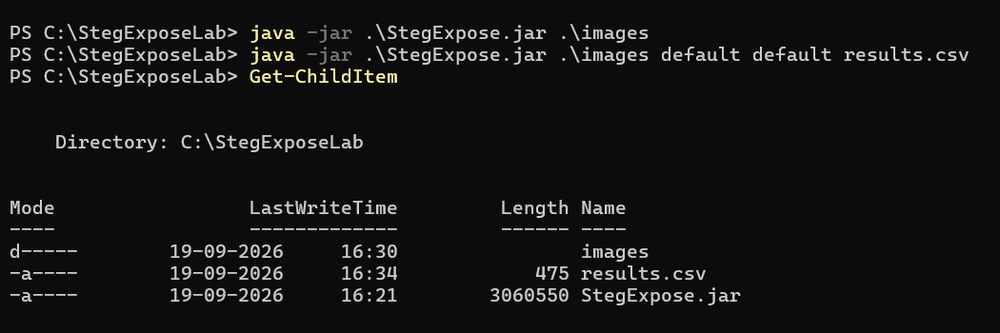 PS C:\StegExposeLab> java -jar .\StegExpose.jar .\images
PS C:\StegExposeLab> java -jar .\StegExpose.jar .\images default default results.csv
PS C:\StegExposeLab> Get-ChildItem
    Directory: C:\StegExposeLab
Mode                 LastWriteTime         Length Name
----                 -------------         ------ ----
d-----        19-09-2026     16:30                images
-a----        19-09-2026     16:34            475 results.csv
-a----        19-09-2026     16:21        3060550 StegExpose.jar